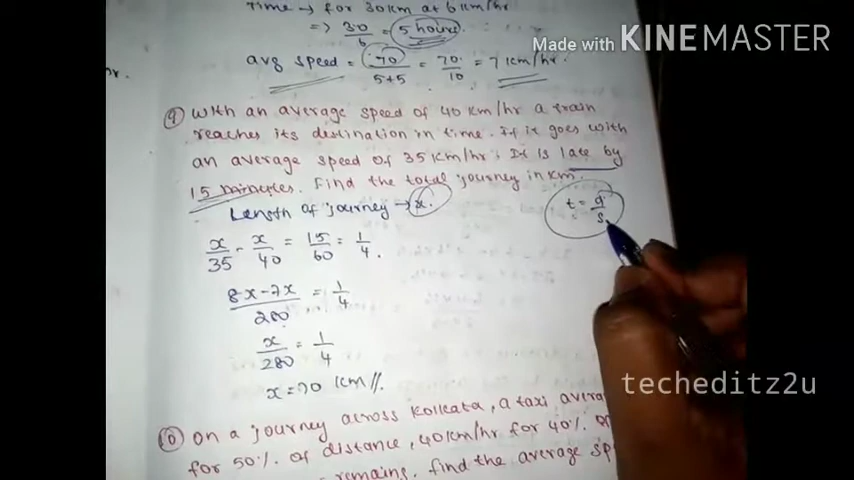 Time → for 30km at 6km/hr
=> 30/6 = 5 hours.
Made with KINEMASTER
avg speed = 70/5+5 = 70/10 = 7 km/hr.
9) With an average speed of 40 km/hr a train
reaches its destination in time. If it goes with
an average speed of 35 km/hr, It is late by
15 minutes. Find the total journey in km.
t = d/s
Length of journey → x.
x/35 - x/40 = 15/60 = 1/4.
8x-7x/280 = 1/4
x/280 = 1/4
x=70 km//.
techeditz2u
10) On a journey across Kolkata, a taxi avera
for 50% of distance, 40km/hr for 40%.
remaining. find the average sp